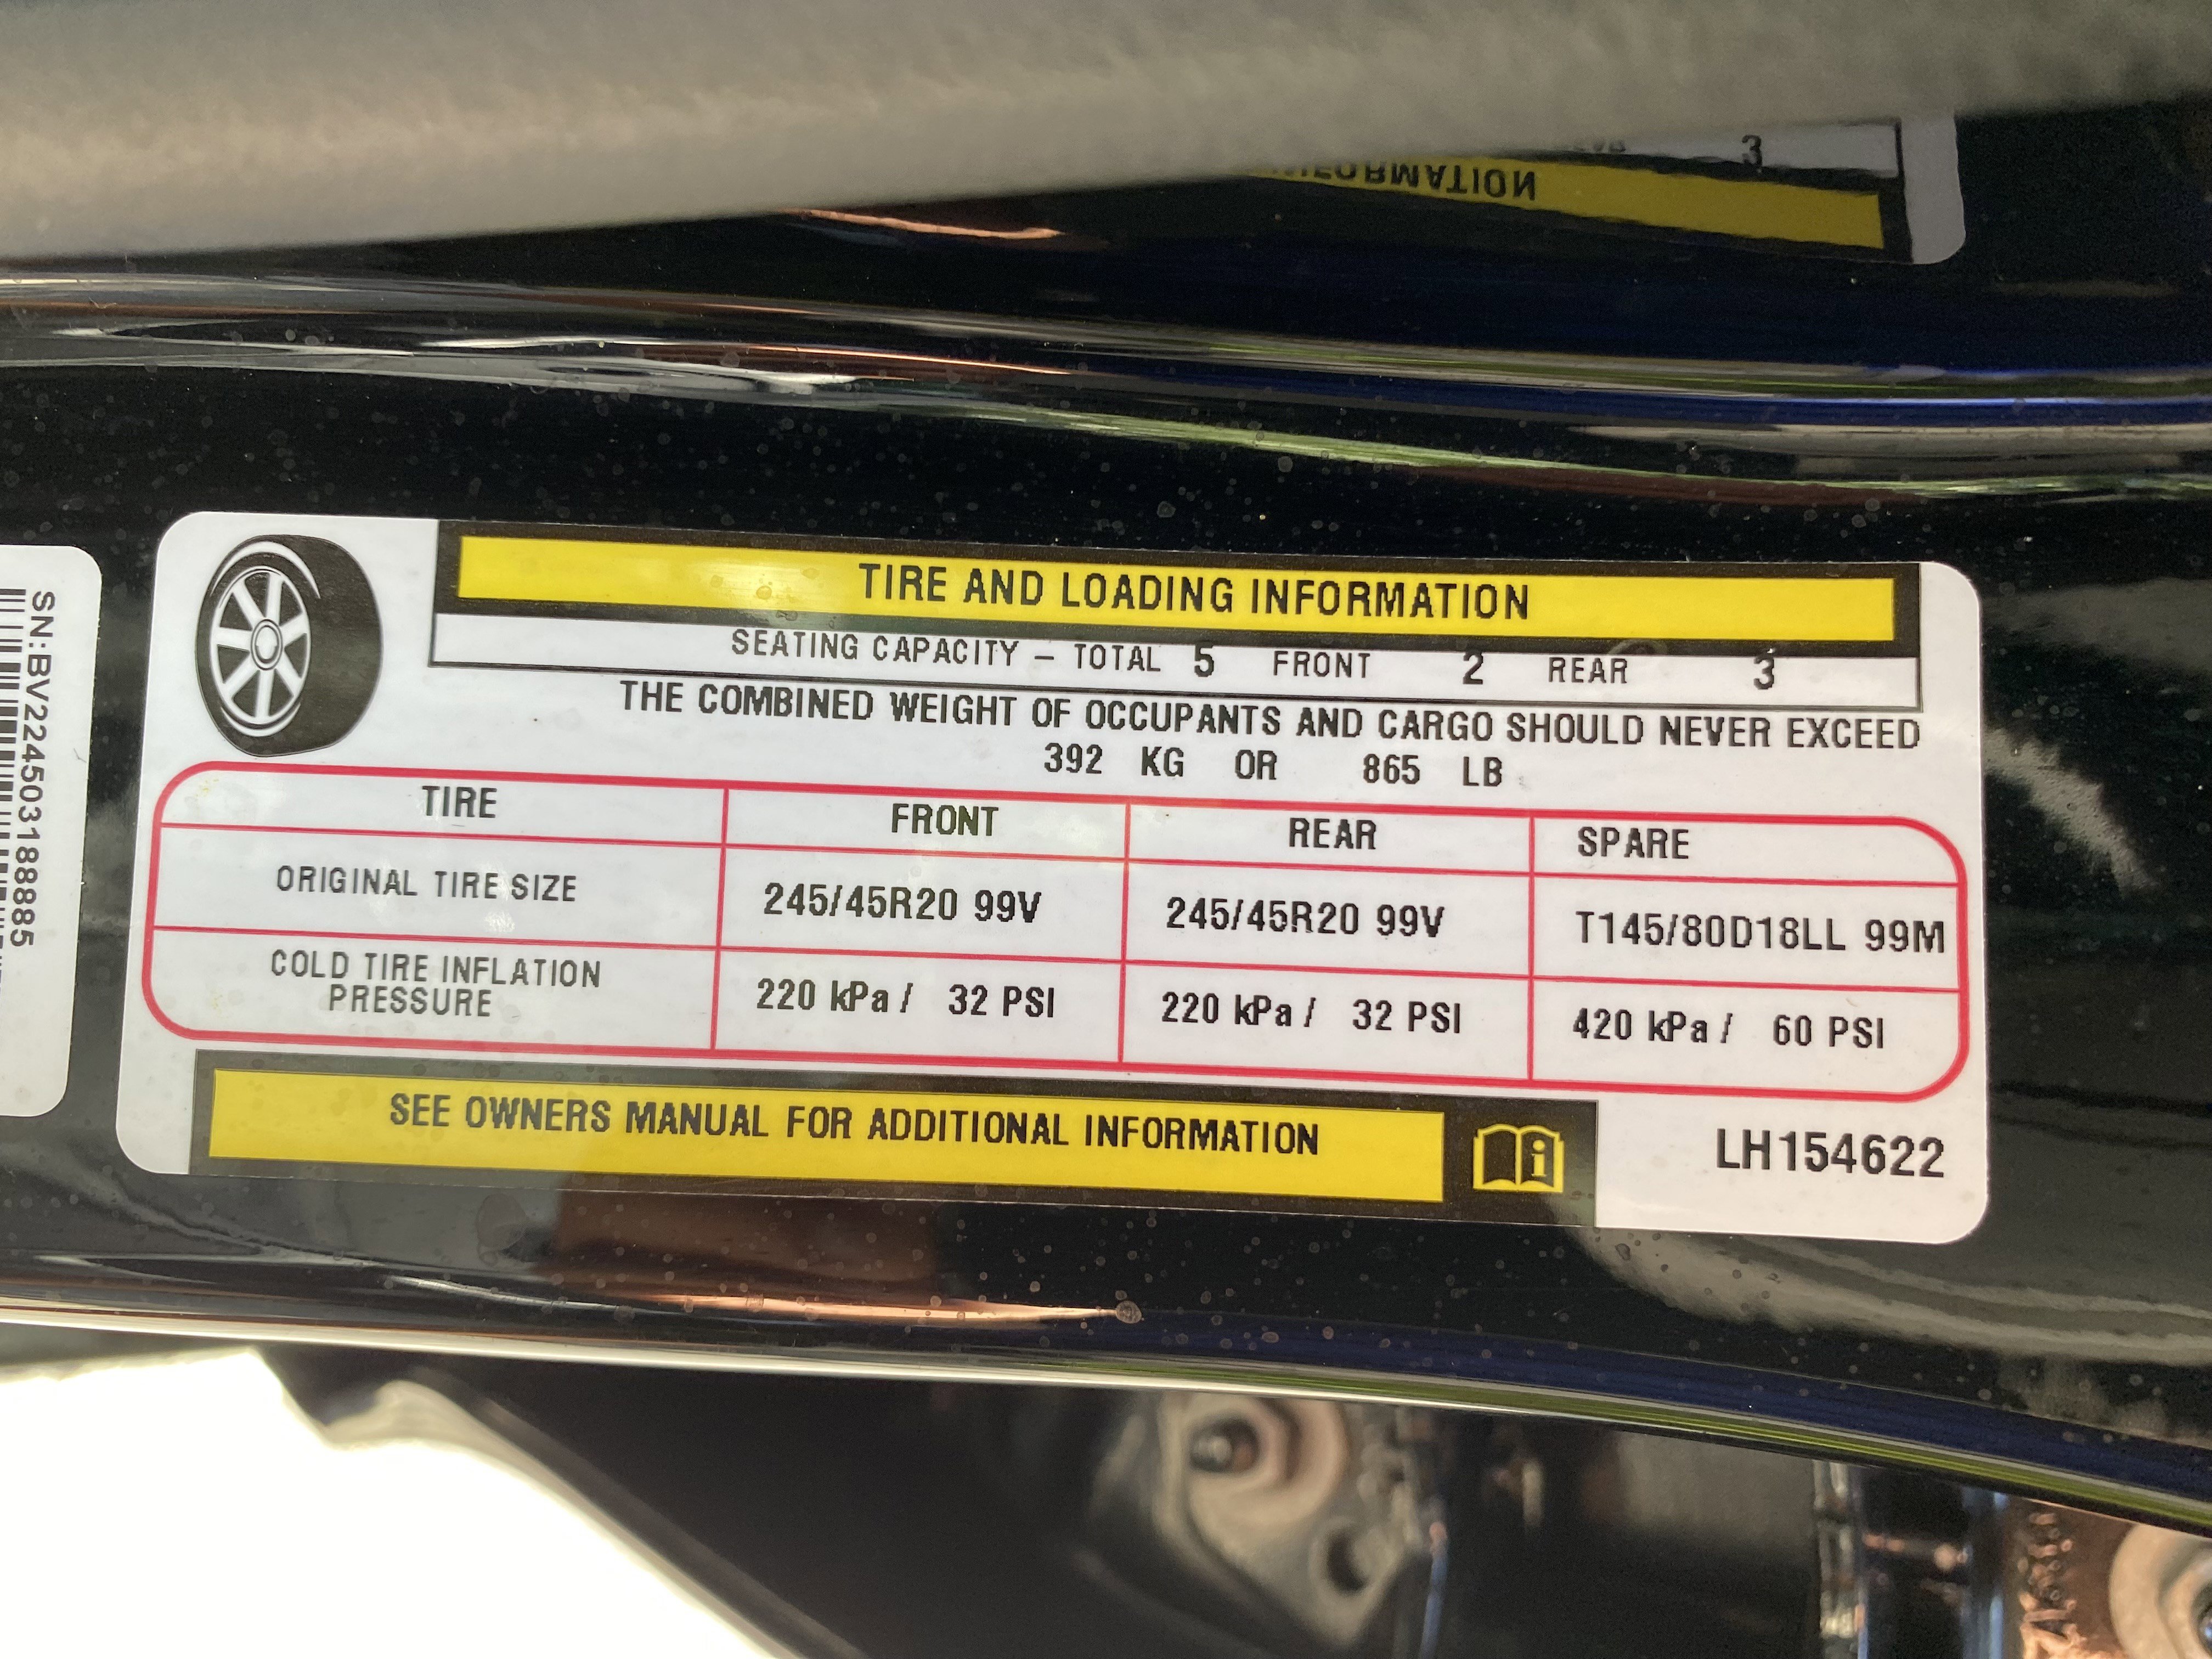 INFORMATION
3
SN:BV22450318885
TIRE AND LOADING INFORMATION
SEATING CAPACITY – TOTAL 5 FRONT 2 REAR 3
THE COMBINED WEIGHT OF OCCUPANTS AND CARGO SHOULD NEVER EXCEED
392 KG OR 865 LB
TIRE FRONT REAR SPARE
ORIGINAL TIRE SIZE 245/45R20 99V 245/45R20 99V T145/80D18LL 99M
COLD TIRE INFLATION
PRESSURE 220 kPa / 32 PSI 220 kPa / 32 PSI 420 kPa / 60 PSI
SEE OWNERS MANUAL FOR ADDITIONAL INFORMATION
LH154622